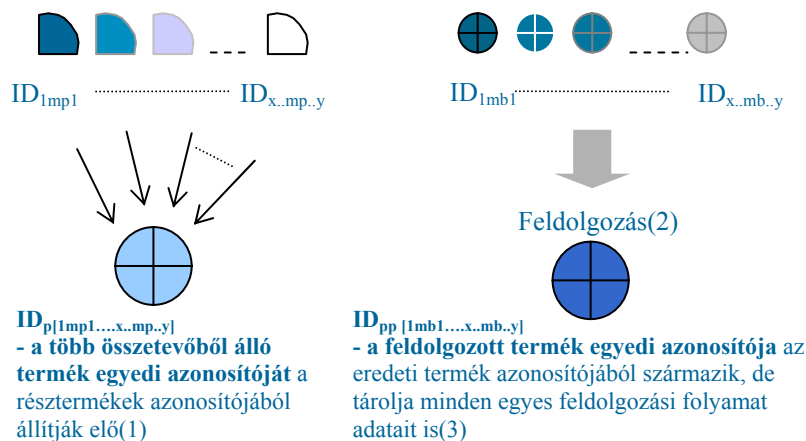 ID1mp1 IDx..mp..y
ID1mb1 IDx..mb..y
Feldolgozás(2)
IDp[1mp1….x..mp..y]
- a több összetevőből álló
termék egyedi azonosítóját a
résztermékek azonosítójából
állítják elő(1)
IDpp [1mb1….x..mb..y]
- a feldolgozott termék egyedi azonosítója az
eredeti termék azonosítójából származik, de
tárolja minden egyes feldolgozási folyamat
adatait is(3)